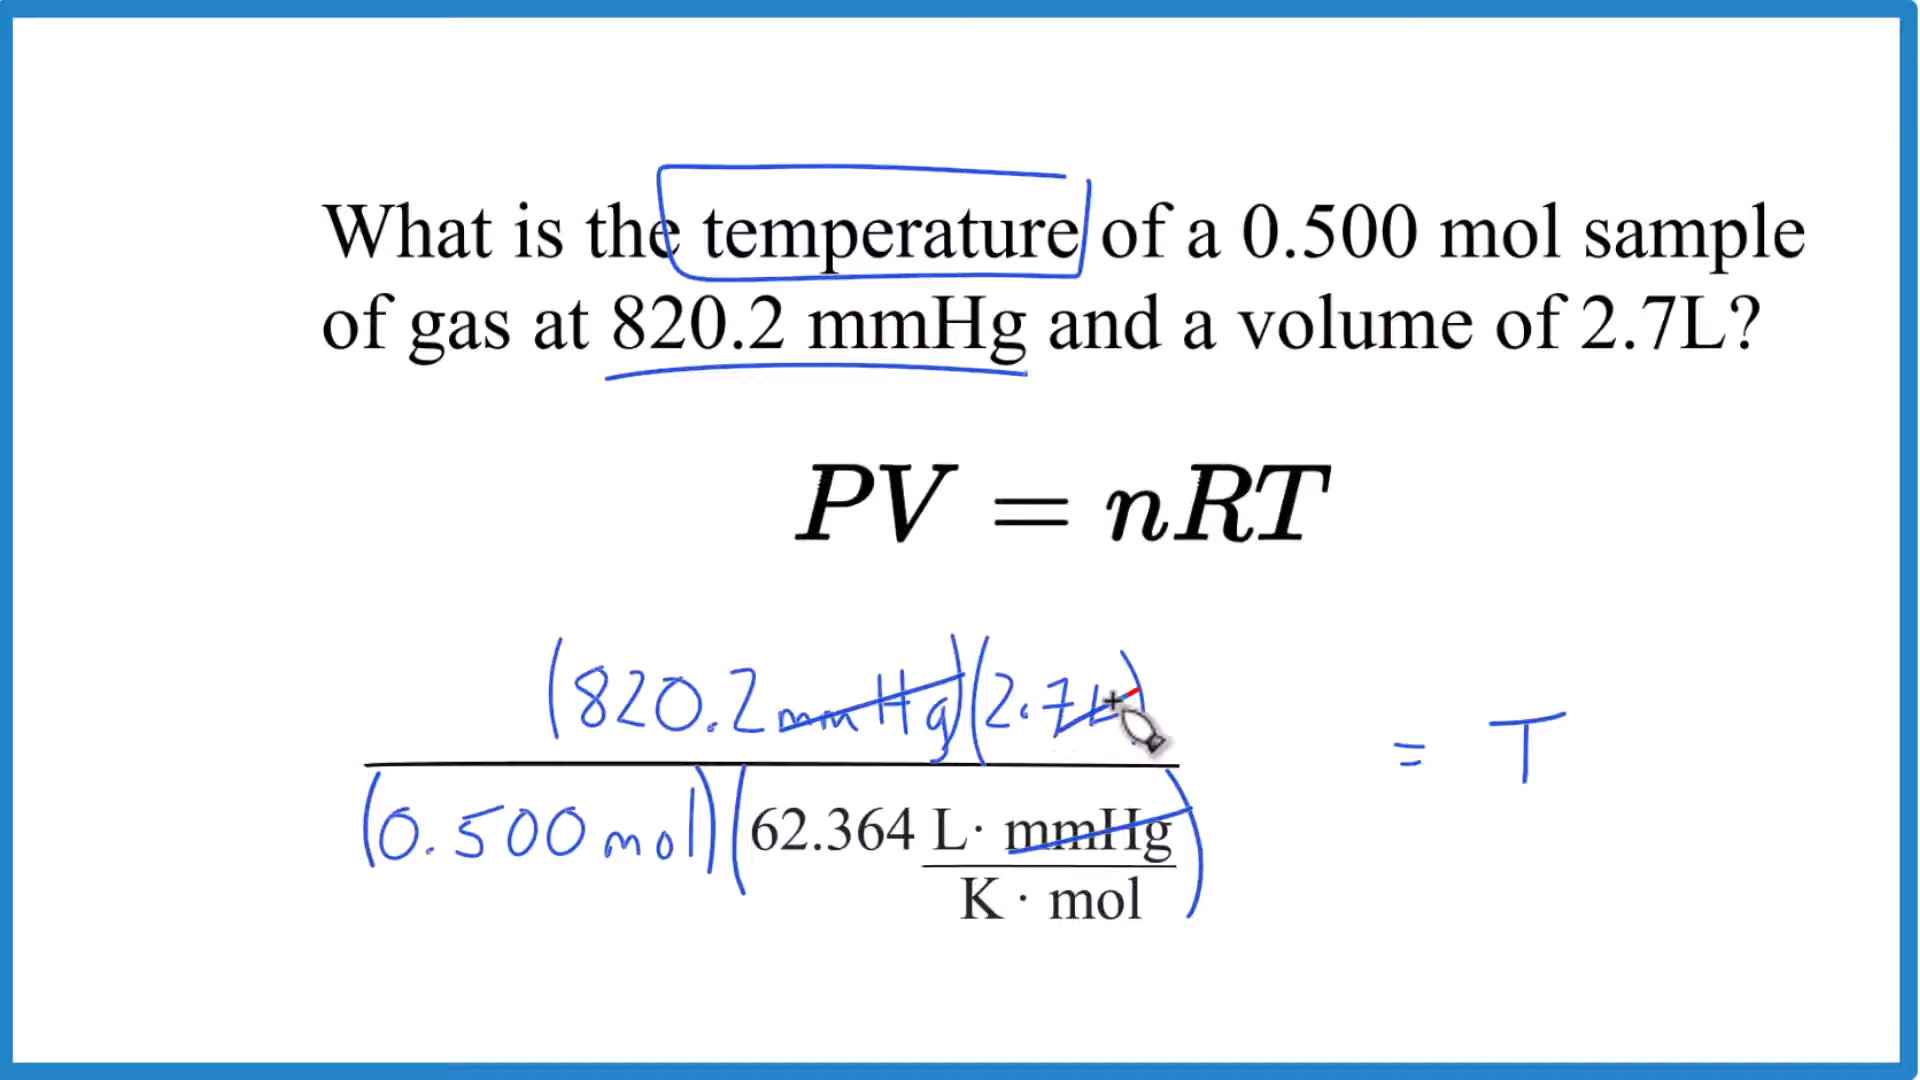 What is the temperature of a 0.500 mol sample
of gas at 820.2 mmHg and a volume of 2.7L?
PV = nRT
(820.2 mmHg)(2.7L)
= T
(0.500 mol)(62.364 L· mmHg)
K · mol